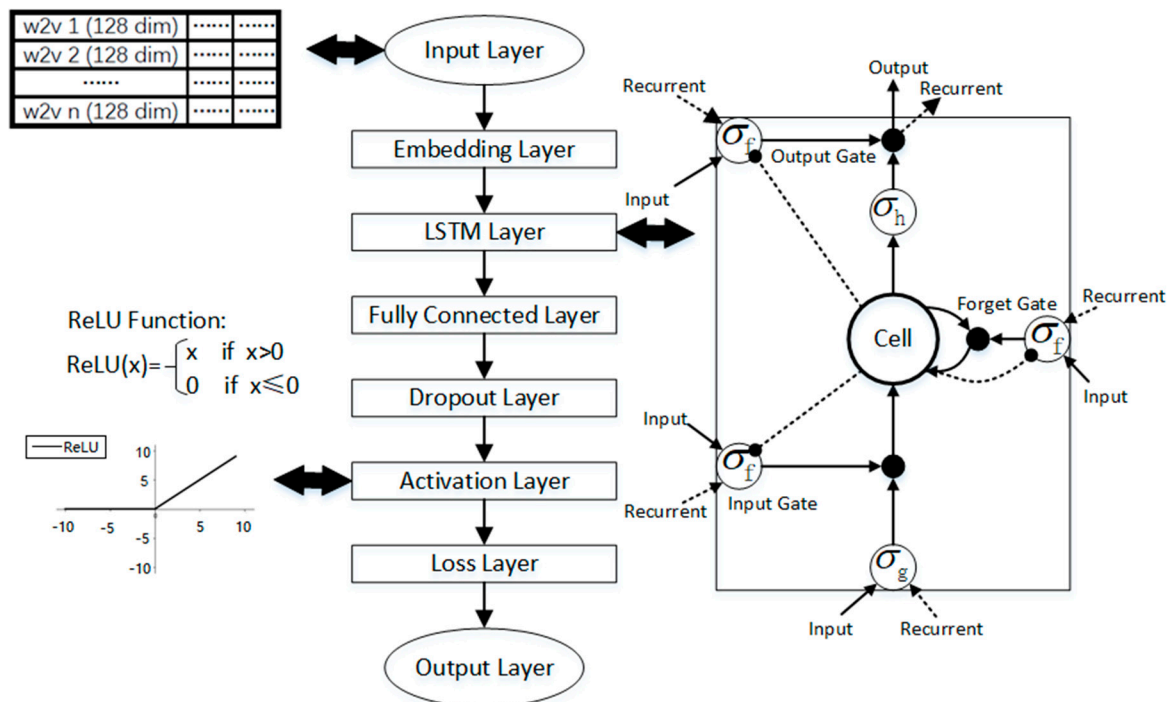 w2v 1 (128 dim) ...... ......
w2v 2 (128 dim) ...... ......
...... ...... ......
w2v n (128 dim) ...... ......
Input Layer
Embedding Layer
LSTM Layer
Fully Connected Layer
Dropout Layer
Activation Layer
Loss Layer
Output Layer
ReLU Function:
ReLU(x)= x if x>0
0 if x≤0
ReLU
10
5
-10 -5 0 5 10
-5
-10
Output
Recurrent
Recurrent
σf
Output Gate
Input
σh
Forget Gate
Recurrent
Cell
σf
Input
Input
σf
Recurrent
Input Gate
σg
Input
Recurrent